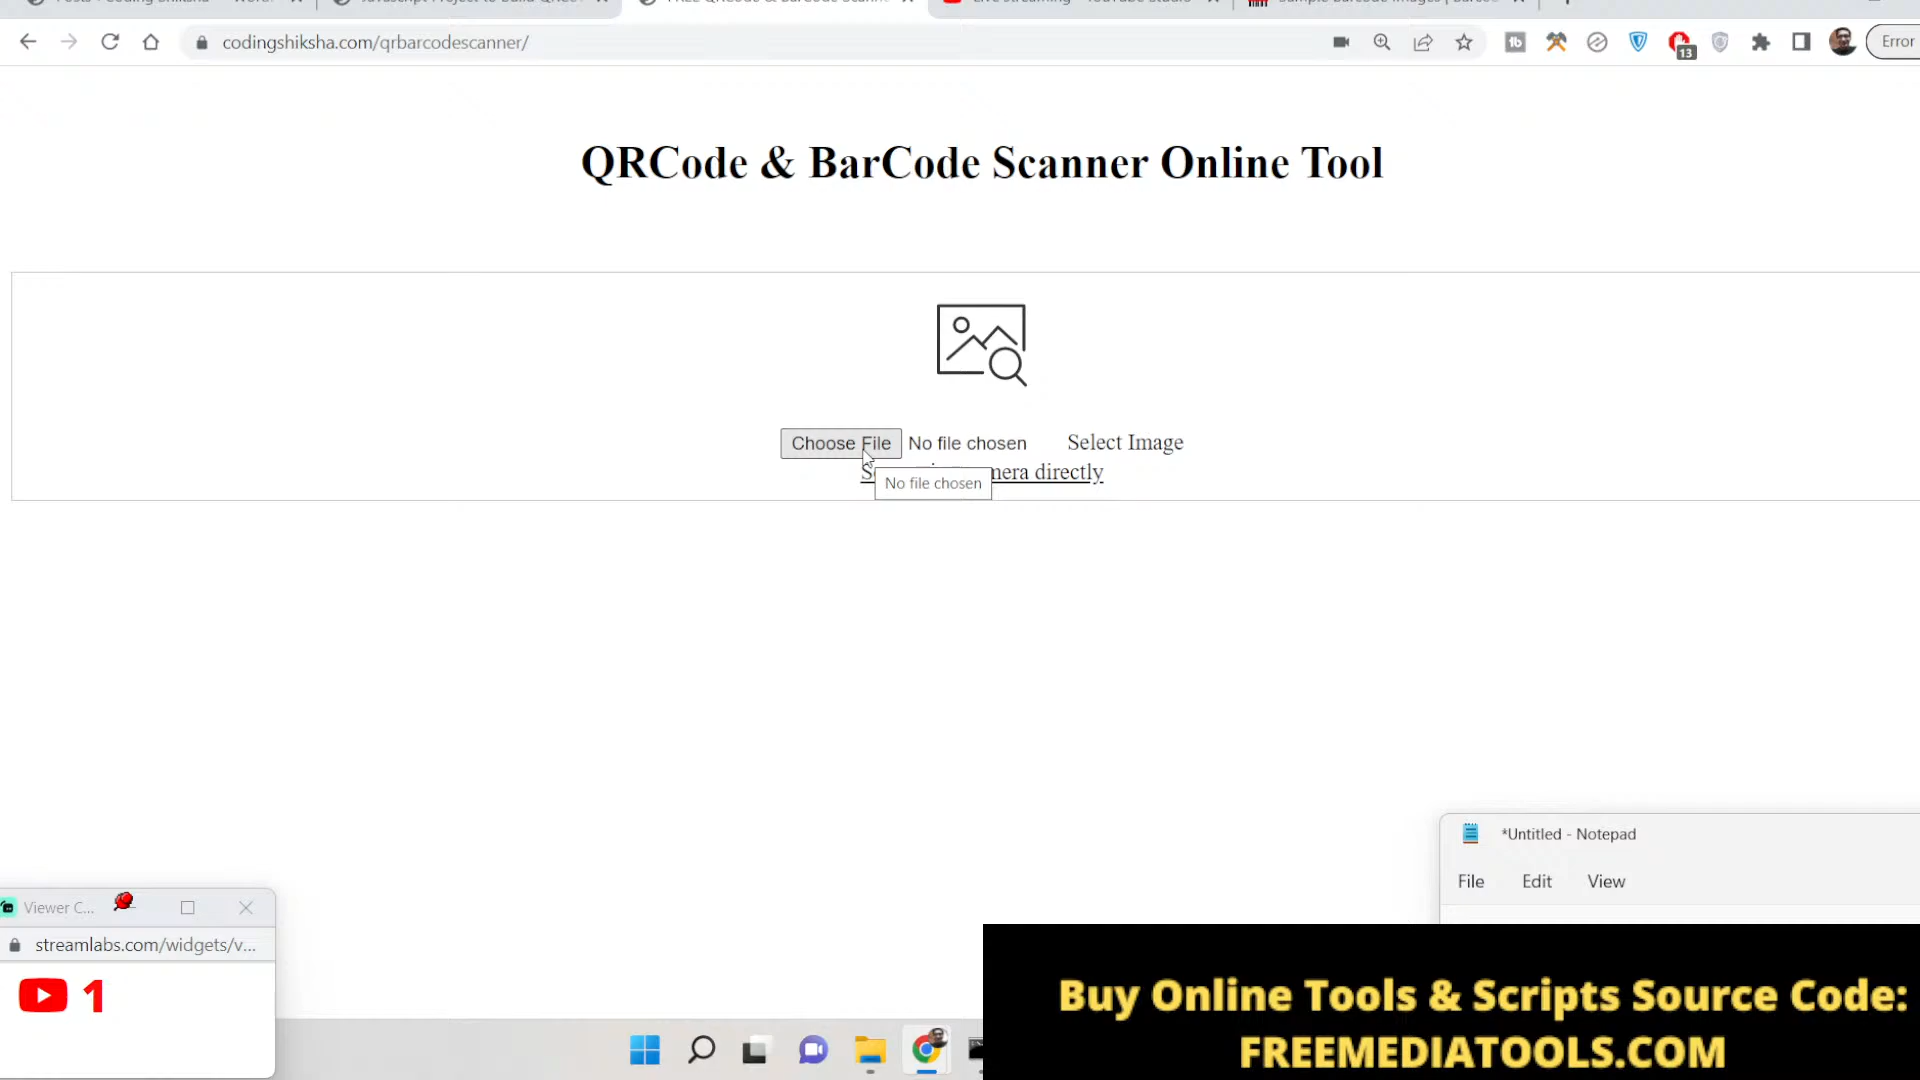 codingshiksha.com/qrbarcodescanner/
13
Error
QRCode & BarCode Scanner Online Tool
Choose File No file chosen Select Image
camera directly
No file chosen
*Untitled - Notepad
File Edit View
Viewer C...
streamlabs.com/widgets/v...
1
Buy Online Tools & Scripts Source Code:
FREEMEDIATOOLS.COM